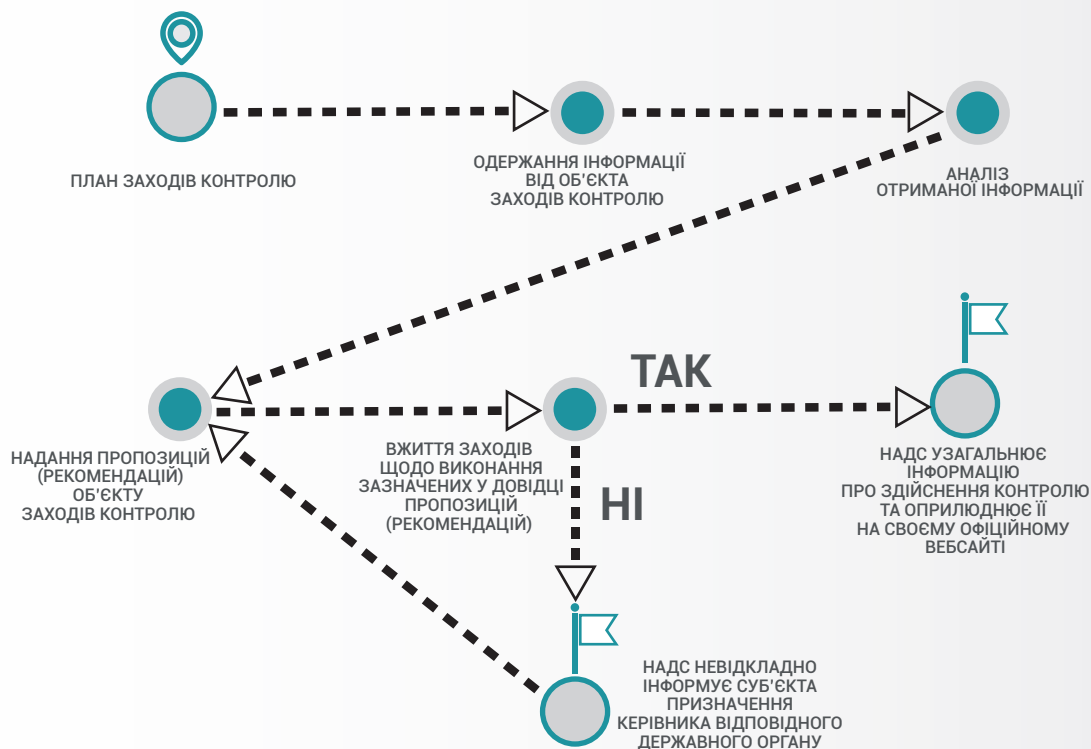 ПЛАН ЗАХОДІВ КОНТРОЛЮ
ОДЕРЖАННЯ ІНФОРМАЦІЇ
ВІД ОБ’ЄКТА
ЗАХОДІВ КОНТРОЛЮ
АНАЛІЗ
ОТРИМАНОЇ ІНФОРМАЦІЇ
НАДАННЯ ПРОПОЗИЦІЙ
(РЕКОМЕНДАЦІЙ)
ОБ’ЄКТУ
ЗАХОДІВ КОНТРОЛЮ
ВЖИТТЯ ЗАХОДІВ
ЩОДО ВИКОНАННЯ
ЗАЗНАЧЕНИХ У ДОВІДЦІ
ПРОПОЗИЦІЙ
(РЕКОМЕНДАЦІЙ)
ТАК
НАДС УЗАГАЛЬНЮЄ
ІНФОРМАЦІЮ
ПРО ЗДІЙСНЕННЯ КОНТРОЛЮ
ТА ОПРИЛЮДНЮЄ ЇЇ
НА СВОЄМУ ОФІЦІЙНОМУ
ВЕБСАЙТІ
НІ
НАДС НЕВІДКЛАДНО
ІНФОРМУЄ СУБ’ЄКТА
ПРИЗНАЧЕННЯ
КЕРІВНИКА ВІДПОВІДНОГО
ДЕРЖАВНОГО ОРГАНУ